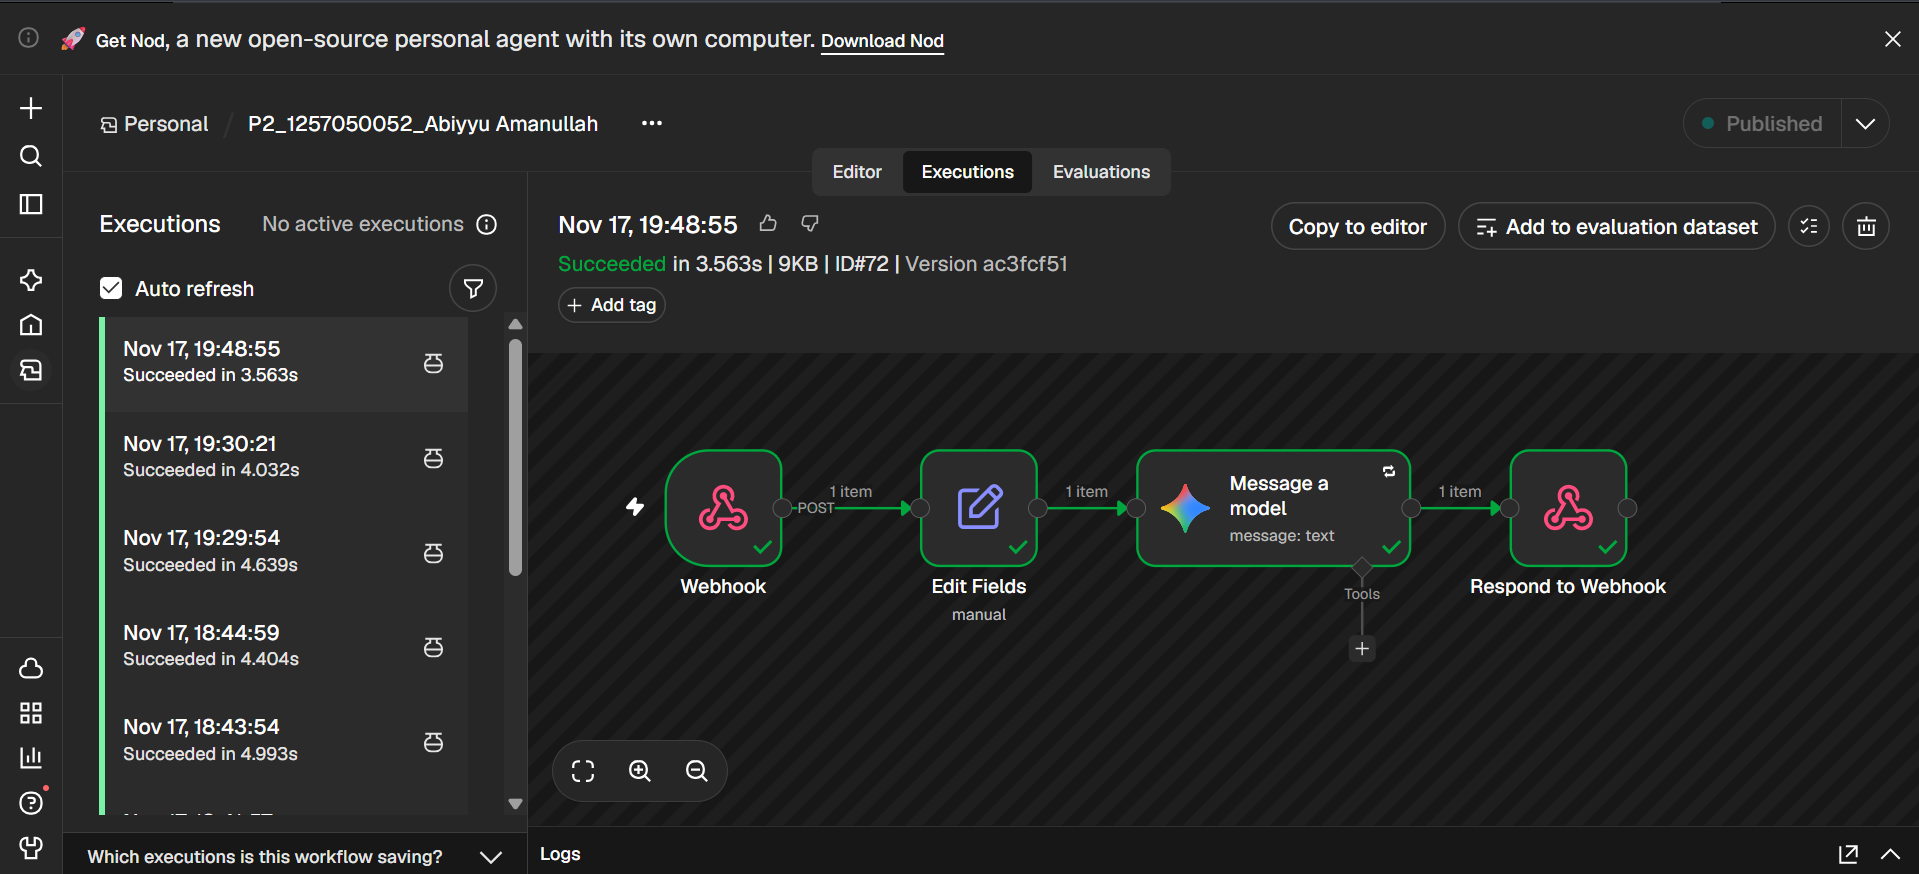 Get Nod, a new open-source personal agent with its own computer. Download Nod
Personal / P2_1257050052_Abiyyu Amanullah
Published
Editor
Executions
Evaluations
Executions
No active executions
Auto refresh
Nov 17, 19:48:55
Succeeded in 3.563s
Nov 17, 19:30:21
Succeeded in 4.032s
Nov 17, 19:29:54
Succeeded in 4.639s
Nov 17, 18:44:59
Succeeded in 4.404s
Nov 17, 18:43:54
Succeeded in 4.993s
Which executions is this workflow saving?
Nov 17, 19:48:55
Succeeded in 3.563s | 9KB | ID#72 | Version ac3fcf51
+ Add tag
Copy to editor
Add to evaluation dataset
POST
1 item
1 item
1 item
Webhook
Edit Fields
manual
Message a
model
message: text
Tools
Respond to Webhook
Logs